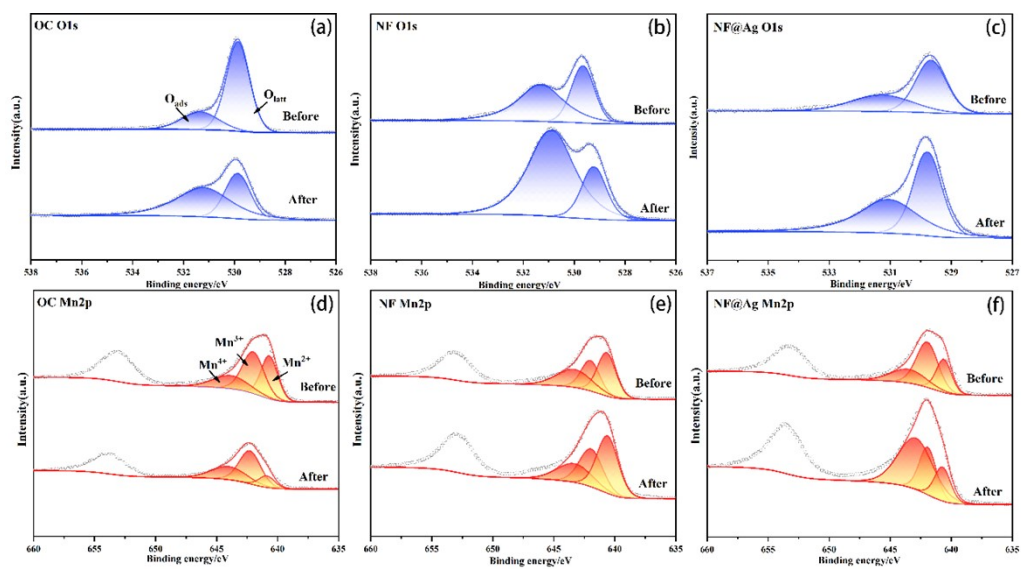 OC O1s
(a)
O_ads
O_latt
Before
After
Intensity(a.u.)
538 536 534 532 530 528 526
Binding energy/eV
NF O1s
(b)
Before
After
Intensity(a.u.)
538 536 534 532 530 528 526
Binding energy/eV
NF@Ag O1s
(c)
Before
After
Intensity(a.u.)
537 535 533 531 529 527
Binding energy/eV
OC Mn2p
(d)
Mn³⁺
Mn⁴⁺
Mn²⁺
Before
After
Intensity(a.u.)
660 655 650 645 640 635
Binding energy/eV
NF Mn2p
(e)
Before
After
Intensity(a.u.)
660 655 650 645 640 635
Binding energy/eV
NF@Ag Mn2p
(f)
Before
After
Intensity(a.u.)
660 655 650 645 640 635
Binding energy/eV